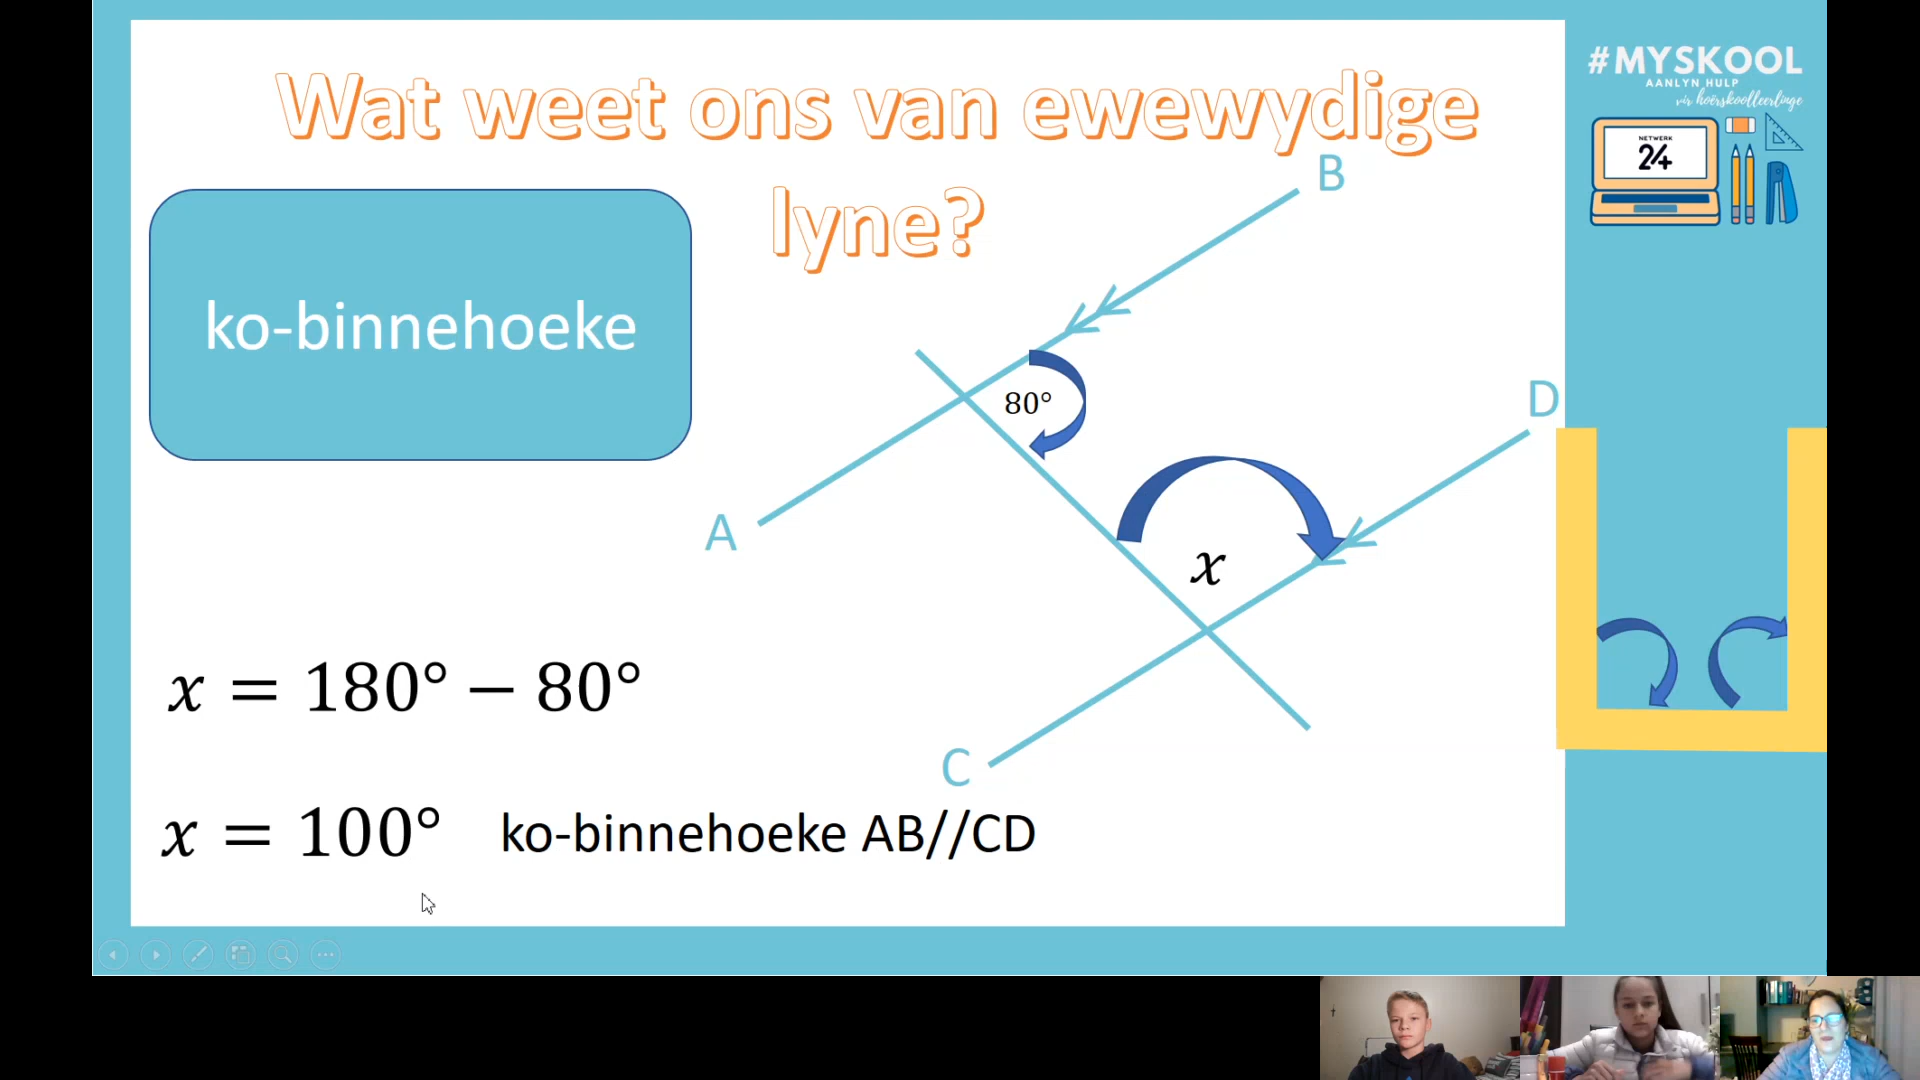 Wat weet ons van ewewydige
lyne?
ko-binnehoeke
B
80°
D
A
x
C
x = 180° − 80°
x = 100° ko-binnehoeke AB//CD
#MYSKOOL
AANLYN HULP
vir hoërskoolleerlinge
NETWERK
24